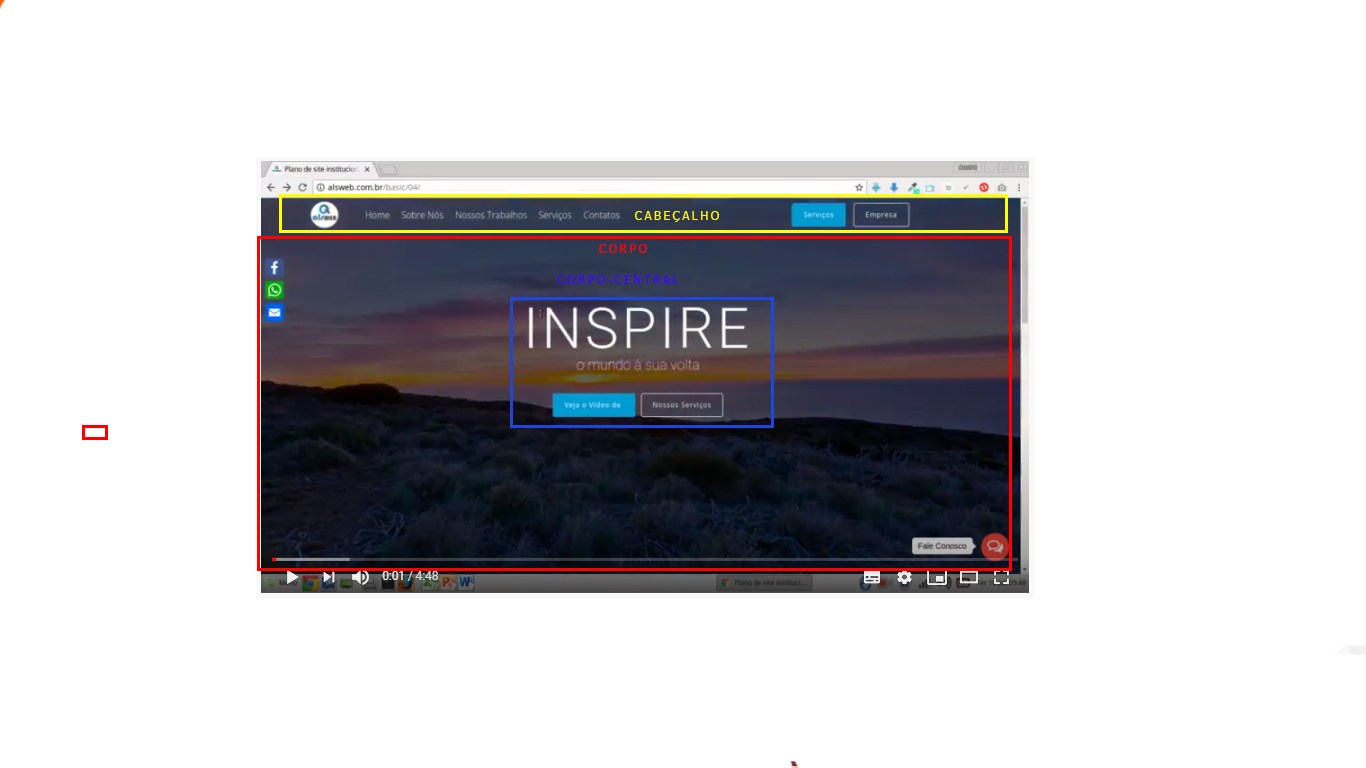 Plano de site institucion
alsweb.com.br/basic/04/
Home Sobre Nós Nossos Trabalhos Serviços Contatos CABEÇALHO Serviços Empresa
CORPO
CORPO-CENTRAL
INSPIRE
o mundo à sua volta
Veja o Vídeo de Nossos Serviços
Fale Conosco
0:01 / 4:48
Plano de site instituci...